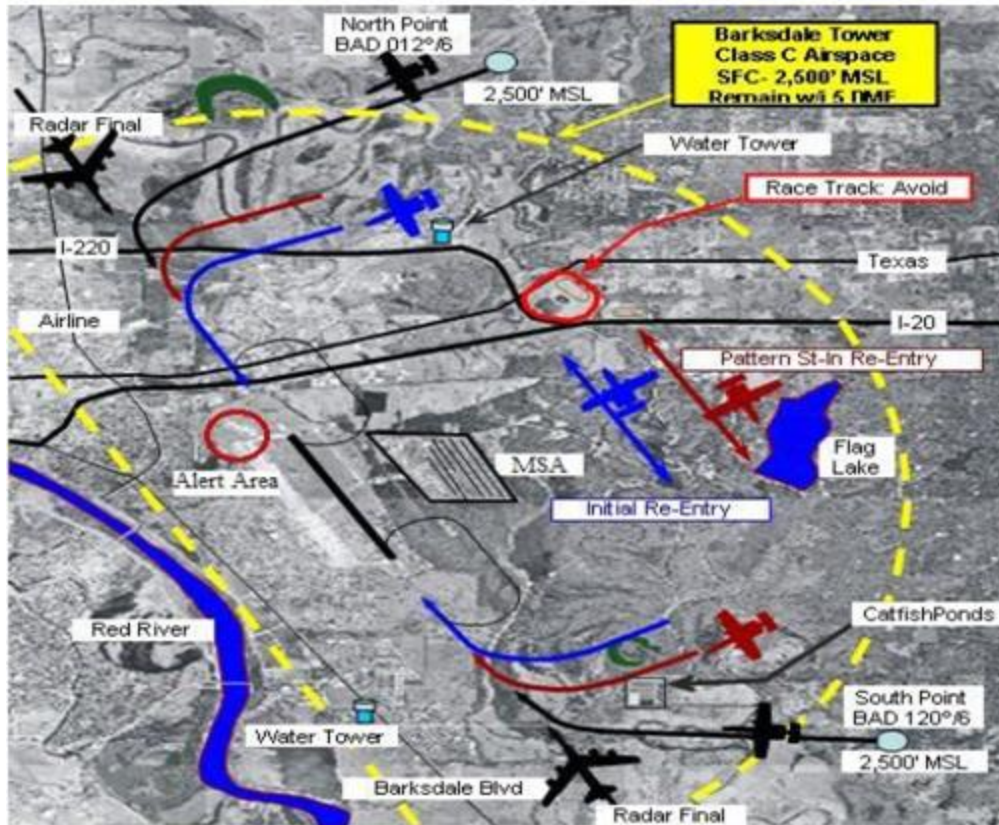 North Point
BAD 012°/6
2,500' MSL
Barksdale Tower
Class C Airspace
SFC- 2,500' MSL
Remain w/i 5 DME
Radar Final
Water Tower
Race Track: Avoid
I-220
Texas
Airline
I-20
Pattern St-In Re-Entry
Flag
Lake
MSA
Alert Area
Initial Re-Entry
CatfishPonds
Red River
South Point
BAD 120°/6
2,500' MSL
Water Tower
Barksdale Blvd
Radar Final